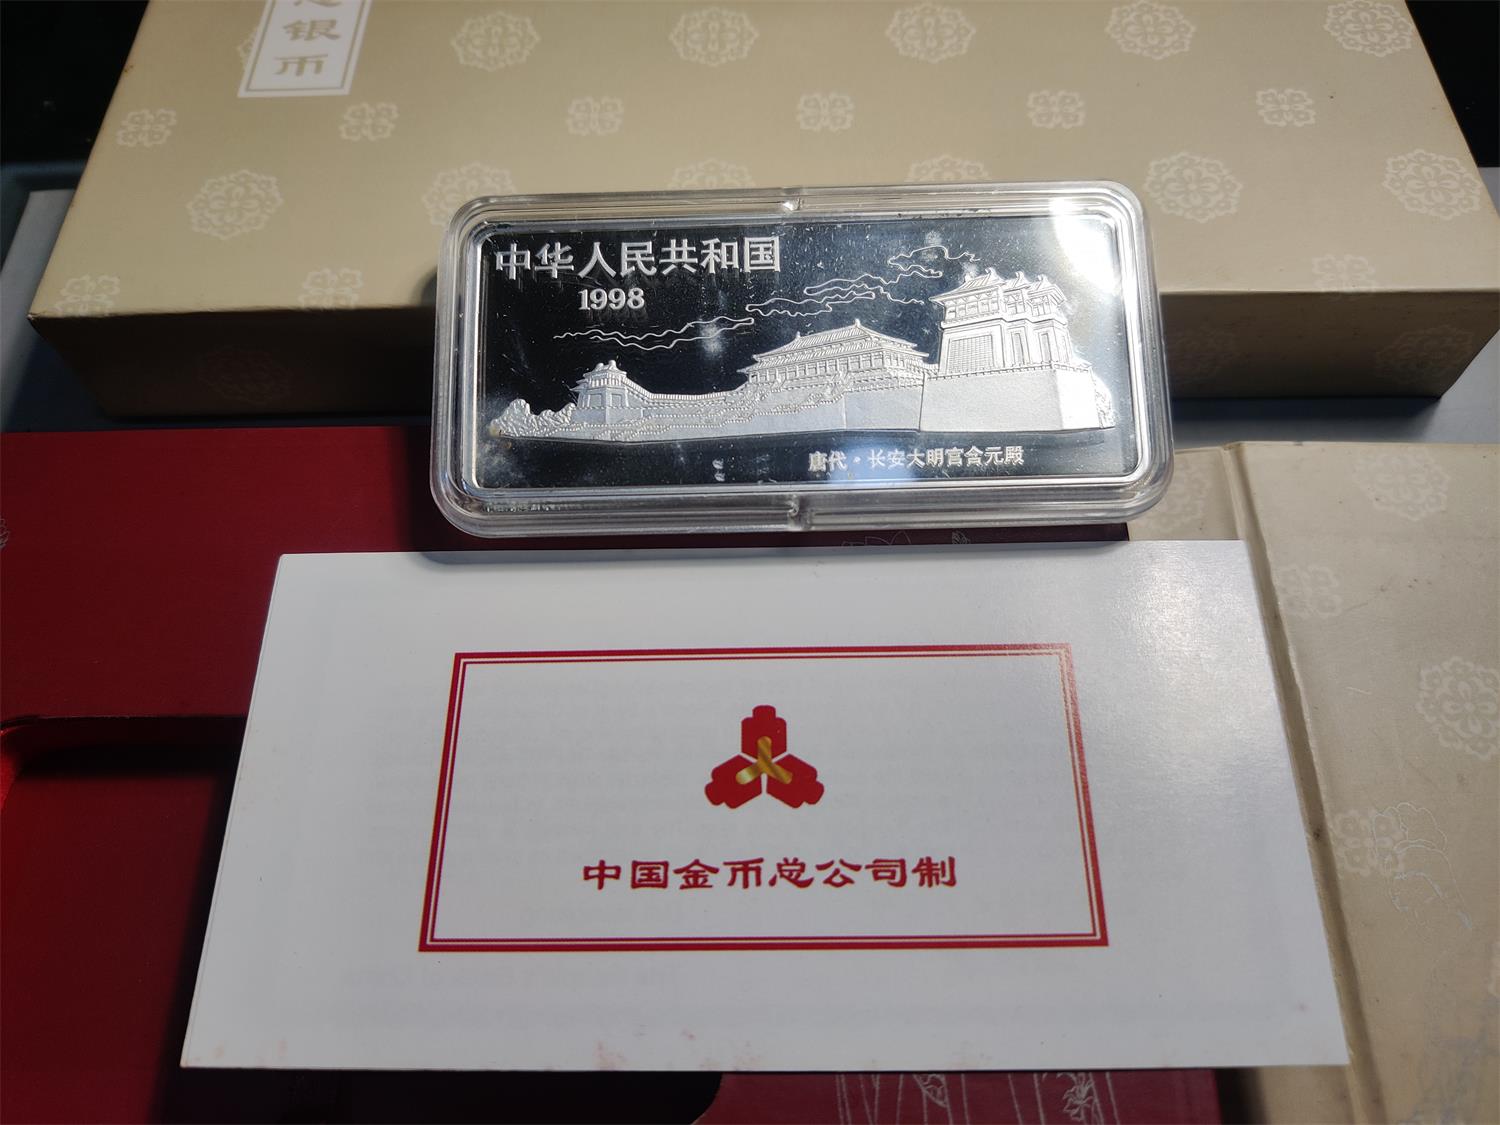 银
币
中华人民共和国
1998
唐代·长安大明宫含元殿
中国金币总公司制